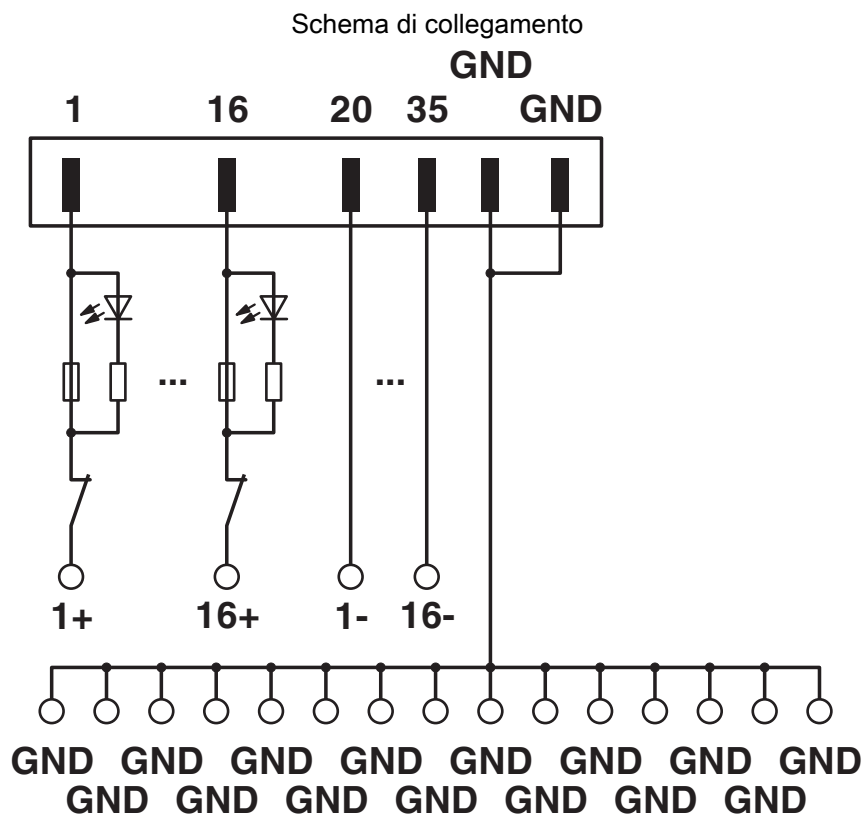 Schema di collegamento
GND
1 16 20 35 GND
... ...
1+ 16+ 1- 16-
GND GND GND GND GND GND GND GND
GND GND GND GND GND GND GND